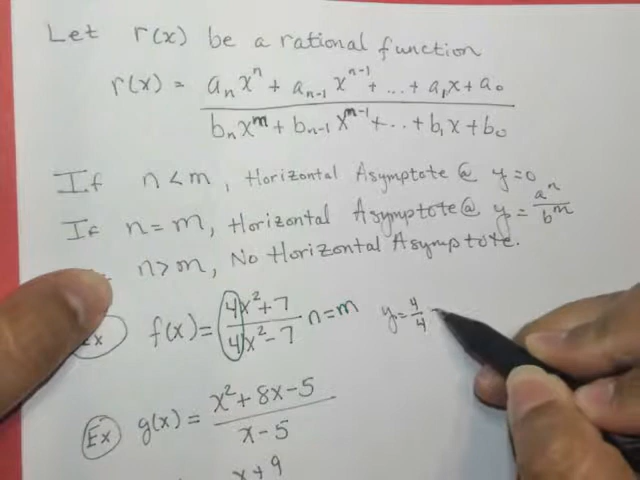 Let r(x) be a rational function
r(x) = (aₙxⁿ + aₙ₋₁xⁿ⁻¹ + ... + a₁x + a₀) / (bₙxᵐ + bₙ₋₁xᵐ⁻¹ + ... + b₁x + b₀)
If n < m, Horizontal Asymptote @ y = 0
If n = m, Horizontal Asymptote @ y = aⁿ/bᵐ
n > m, No Horizontal Asymptote.
Ex f(x) = (4x² + 7) / (4x² - 7) n = m y = 4/4
Ex g(x) = (x² + 8x - 5) / (x - 5)
x + 9